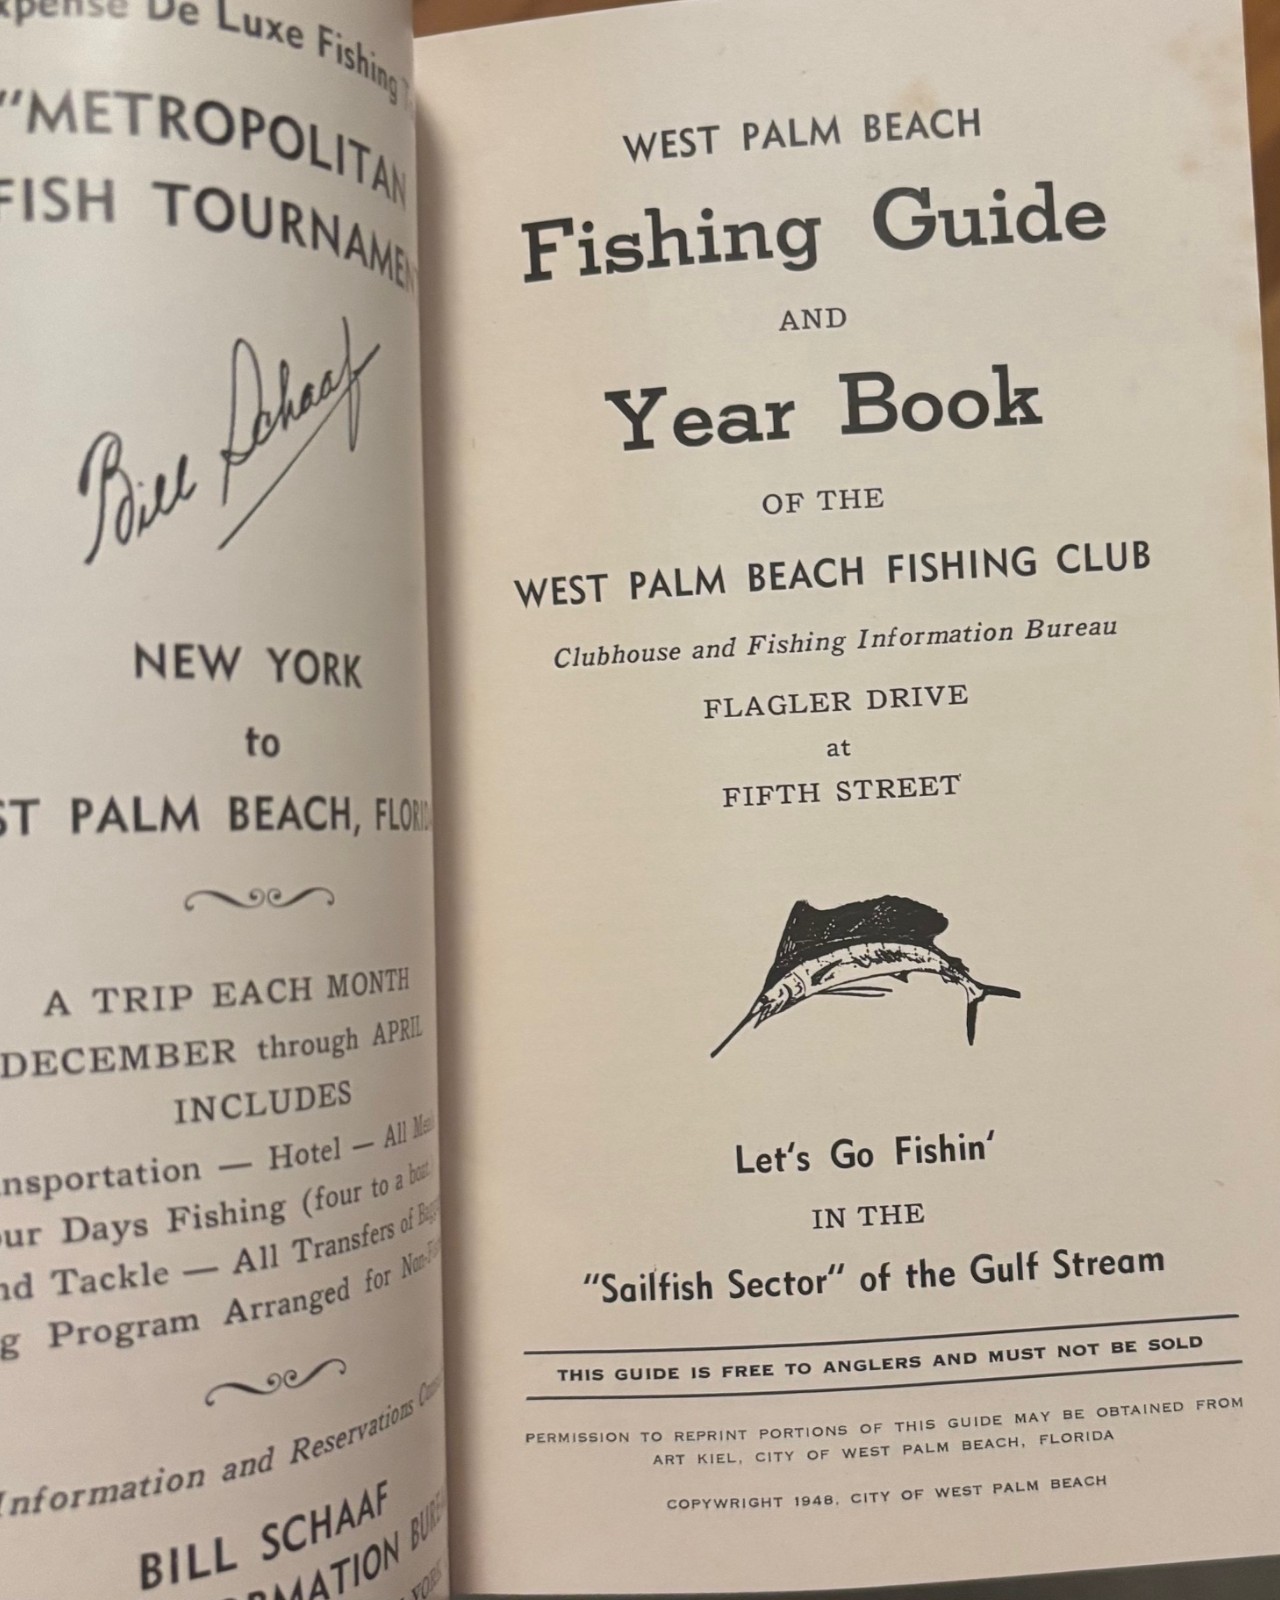 De Luxe Fishing
"METROPOLITAN
FISH
Bill Schaaf
NEW YORK
to
PALM BEACH,
A TRIP EACH MONTH
DECEMBER through APRIL
INCLUDES
— Hotel — All
Days Fishing (four to a boat
Tackle — All Transfers of
Program Arranged for
Information and Reservations
BILL SCHAAF
WEST PALM BEACH
Fishing Guide
AND
Year Book
OF THE
WEST PALM BEACH FISHING CLUB
Clubhouse and Fishing Information Bureau
FLAGLER DRIVE
at
FIFTH STREET
Let's Go Fishin'
IN THE
"Sailfish Sector" of the Gulf Stream
THIS GUIDE IS FREE TO ANGLERS AND MUST NOT BE SOLD
PERMISSION TO REPRINT PORTIONS OF THIS GUIDE MAY BE OBTAINED FROM
ART KIEL, CITY OF WEST PALM BEACH, FLORIDA
COPYWRIGHT 1948, CITY OF WEST PALM BEACH